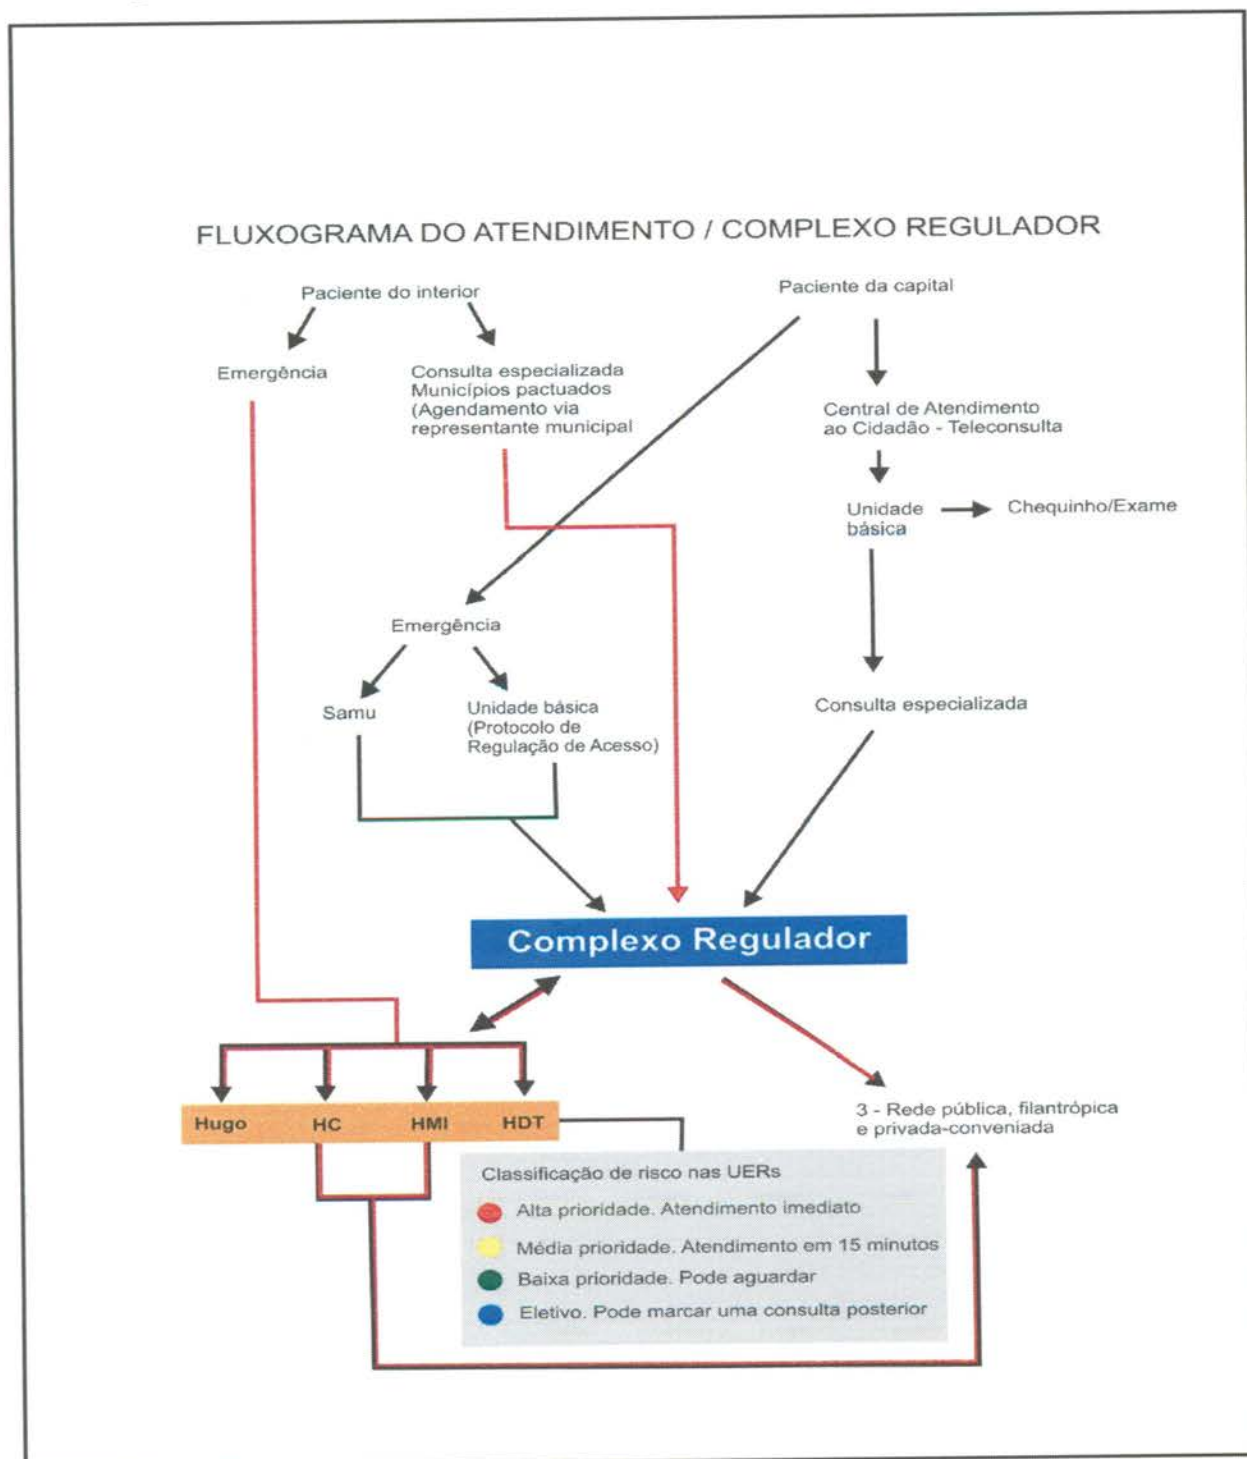 FLUXOGRAMA DO ATENDIMENTO / COMPLEXO REGULADOR
Paciente do interior
Paciente da capital
Emergência
Consulta especializada
Municípios pactuados
(Agendamento via
representante municipal
Central de Atendimento
ao Cidadão - Teleconsulta
Unidade
básica
Chequinho/Exame
Emergência
Samu
Unidade básica
(Protocolo de
Regulação de Acesso)
Consulta especializada
Complexo Regulador
Hugo HC HMI HDT
3 - Rede pública, filantrópica
e privada-conveniada
Classificação de risco nas UERs
Alta prioridade. Atendimento imediato
Média prioridade. Atendimento em 15 minutos
Baixa prioridade. Pode aguardar
Eletivo. Pode marcar uma consulta posterior